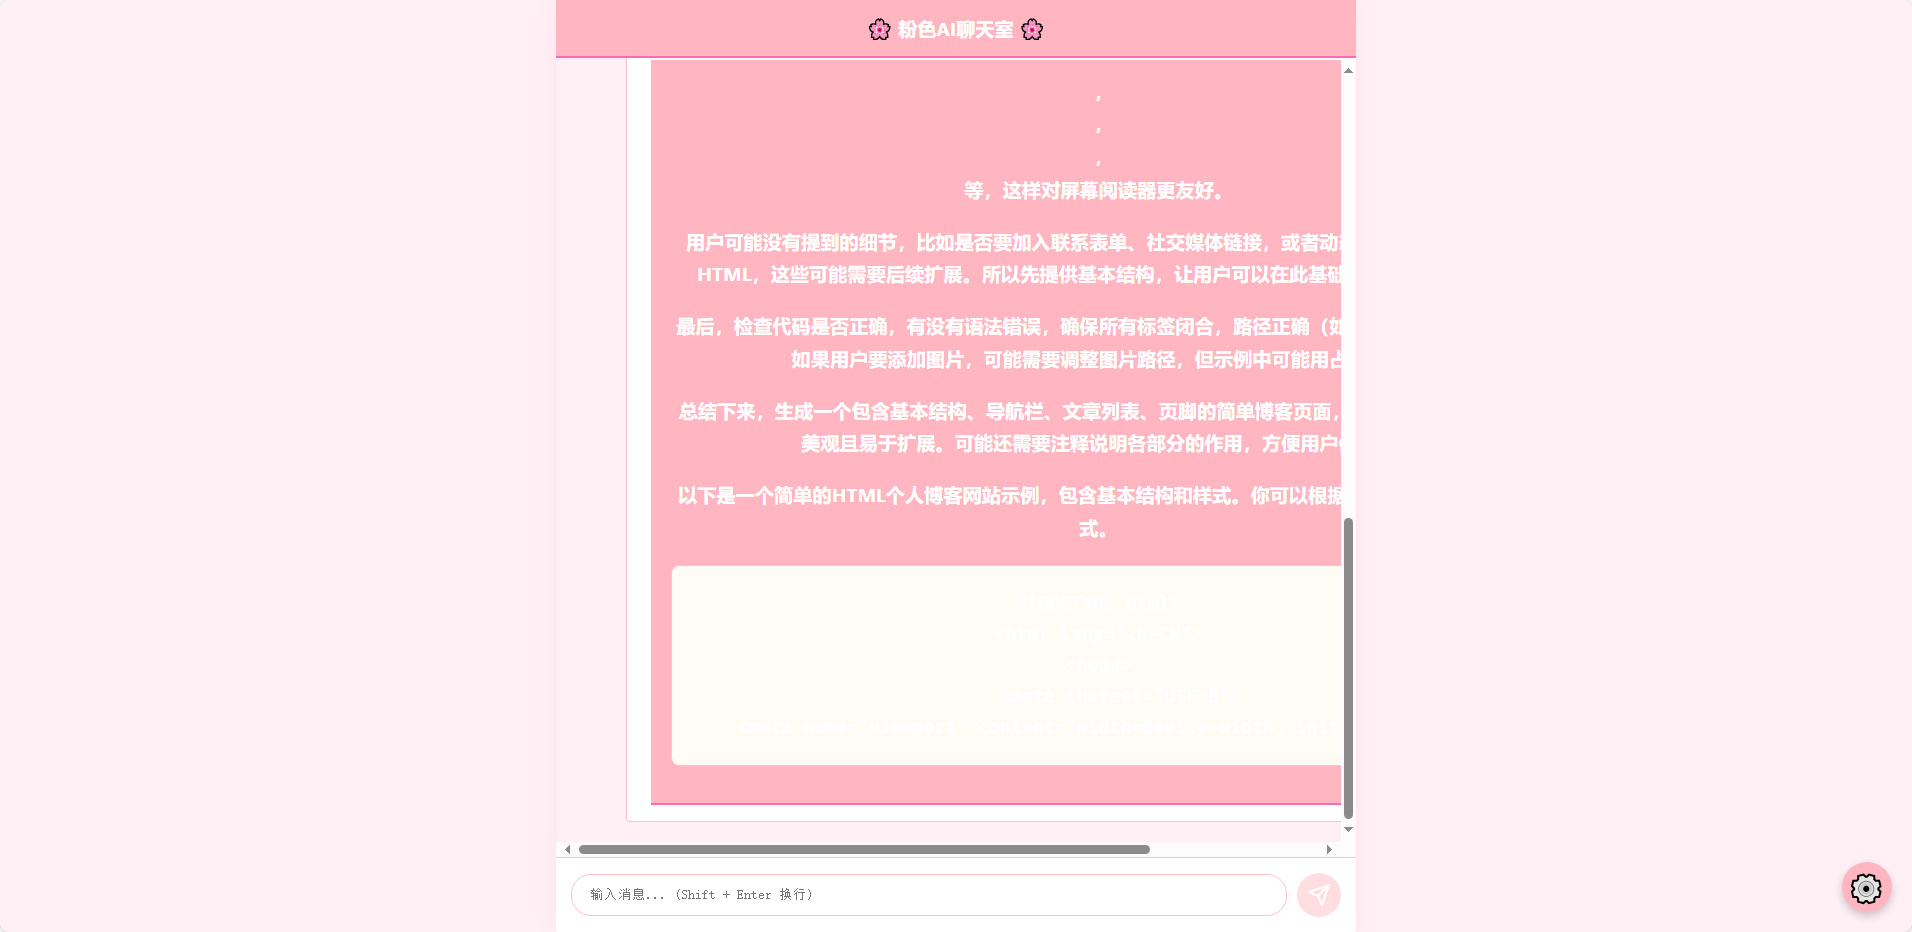 🌸 粉色AI聊天室 🌸
,
,
,
等，这样对屏幕阅读器更友好。
用户可能没有提到的细节，比如是否要加入联系表单、社交媒体链接，或者动
HTML，这些可能需要后续扩展。所以先提供基本结构，让用户可以在此基础
最后，检查代码是否正确，有没有语法错误，确保所有标签闭合，路径正确（如
如果用户要添加图片，可能需要调整图片路径，但示例中可能用占
总结下来，生成一个包含基本结构、导航栏、文章列表、页脚的简单博客页面，
美观且易于扩展。可能还需要注释说明各部分的作用，方便用户
以下是一个简单的HTML个人博客网站示例，包含基本结构和样式。你可以根据
式。
<!DOCTYPE html>
<html lang="zh-CN">
<head>
<meta charset="UTF-8">
<meta name="viewport" content="width=device-width, init
输入消息... (Shift + Enter 换行)